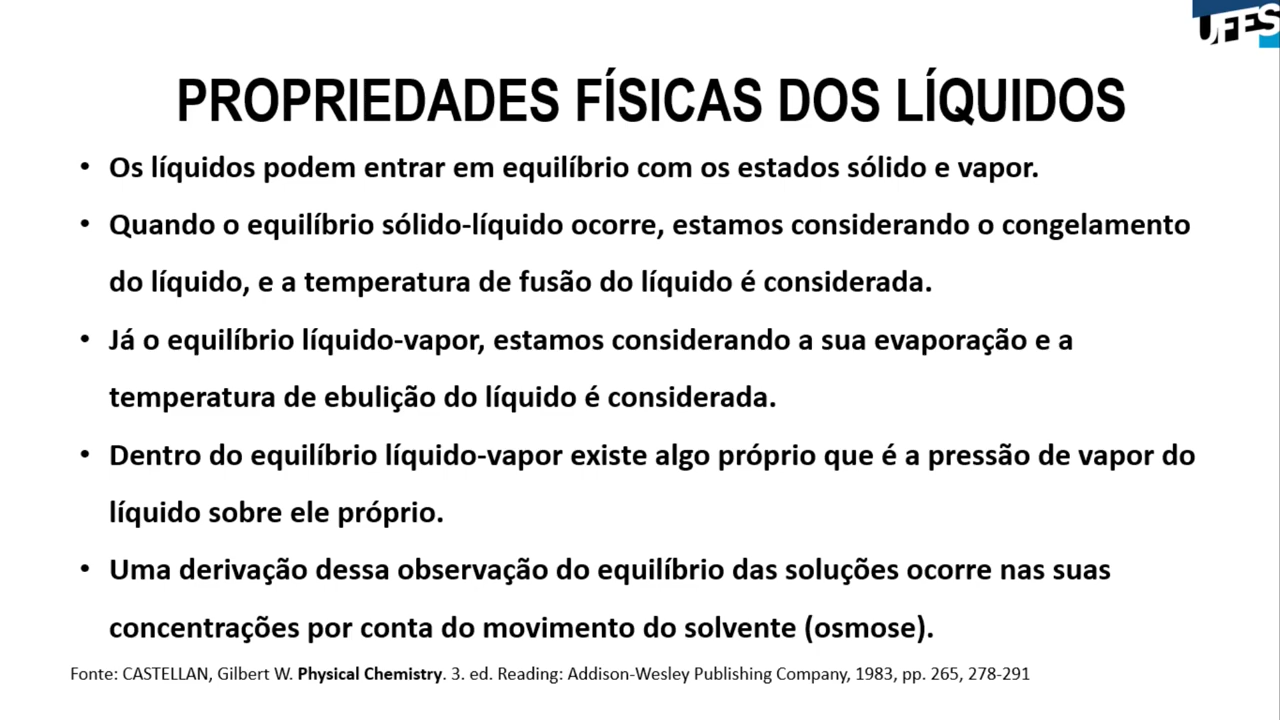 UFES
PROPRIEDADES FÍSICAS DOS LÍQUIDOS
• Os líquidos podem entrar em equilíbrio com os estados sólido e vapor.
• Quando o equilíbrio sólido-líquido ocorre, estamos considerando o congelamento
do líquido, e a temperatura de fusão do líquido é considerada.
• Já o equilíbrio líquido-vapor, estamos considerando a sua evaporação e a
temperatura de ebulição do líquido é considerada.
• Dentro do equilíbrio líquido-vapor existe algo próprio que é a pressão de vapor do
líquido sobre ele próprio.
• Uma derivação dessa observação do equilíbrio das soluções ocorre nas suas
concentrações por conta do movimento do solvente (osmose).
Fonte: CASTELLAN, Gilbert W. Physical Chemistry. 3. ed. Reading: Addison-Wesley Publishing Company, 1983, pp. 265, 278-291